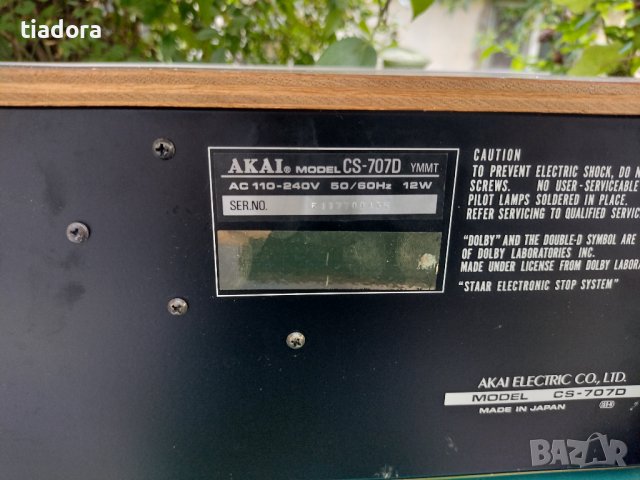 tiadora
AKAI® MODEL CS-707D YMMT
AC 110-240V 50/60Hz 12W
SER.NO.
CAUTION
TO PREVENT ELECTRIC SHOCK, DO N
SCREWS. NO USER-SERVICEABLE
PILOT LAMPS SOLDERED IN PLACE.
REFER SERVICING TO QUALIFIED SERVIC
"DOLBY" AND THE DOUBLE-D SYMBOL ARE
OF DOLBY LABORATORIES INC.
MADE UNDER LICENSE FROM DOLBY LABORA
"STAAR ELECTRONIC STOP SYSTEM"
AKAI ELECTRIC CO., LTD.
MODEL CS-707D
MADE IN JAPAN
BAZAR